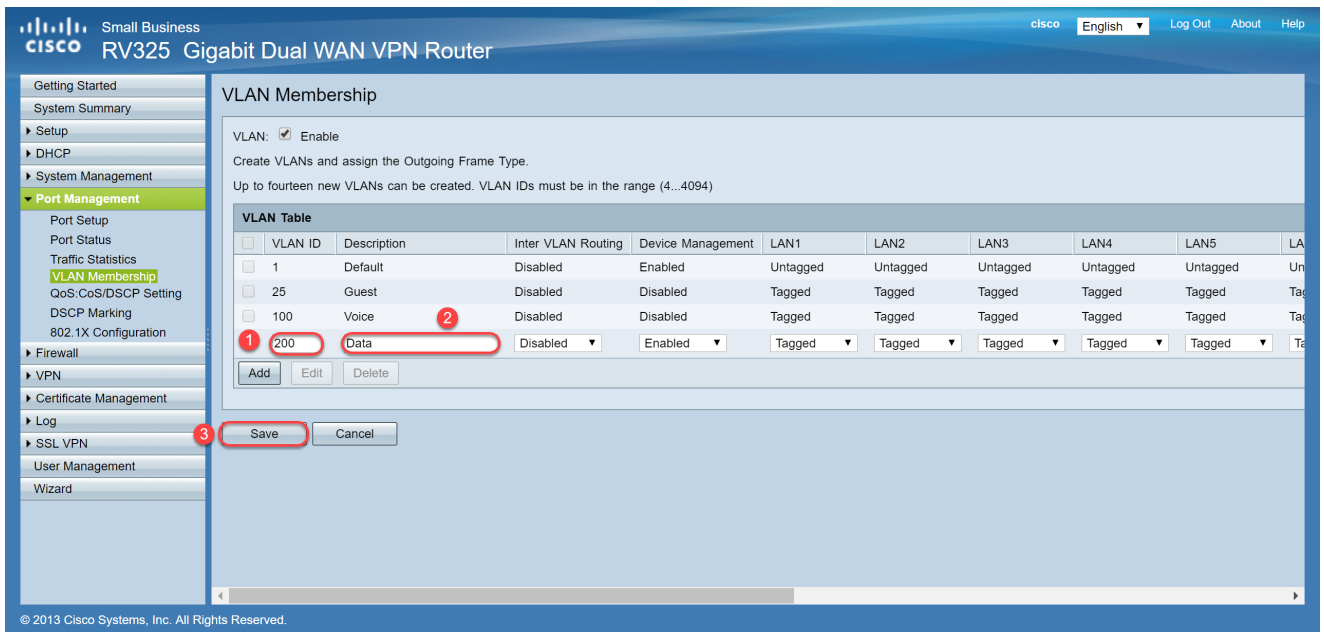 Small Business
cisco English ▼ Log Out About Help
CISCO RV325 Gigabit Dual WAN VPN Router
Getting Started
System Summary
Setup
DHCP
System Management
Port Management
Port Setup
Port Status
Traffic Statistics
VLAN Membership
QoS:CoS/DSCP Setting
DSCP Marking
802.1X Configuration
Firewall
VPN
Certificate Management
Log
SSL VPN
User Management
Wizard
VLAN Membership
VLAN: Enable
Create VLANs and assign the Outgoing Frame Type.
Up to fourteen new VLANs can be created. VLAN IDs must be in the range (4...4094)
VLAN Table
VLAN ID Description Inter VLAN Routing Device Management LAN1 LAN2 LAN3 LAN4 LAN5 LA
1 Default Disabled Enabled Untagged Untagged Untagged Untagged Untagged Un
25 Guest Disabled Disabled Tagged Tagged Tagged Tagged Tagged Tag
100 Voice Disabled Disabled Tagged Tagged Tagged Tagged Tagged Tag
2
1 200 Data Disabled ▼ Enabled ▼ Tagged ▼ Tagged ▼ Tagged ▼ Tagged ▼ Tagged ▼ Ta
Add Edit Delete
3 Save Cancel
© 2013 Cisco Systems, Inc. All Rights Reserved.